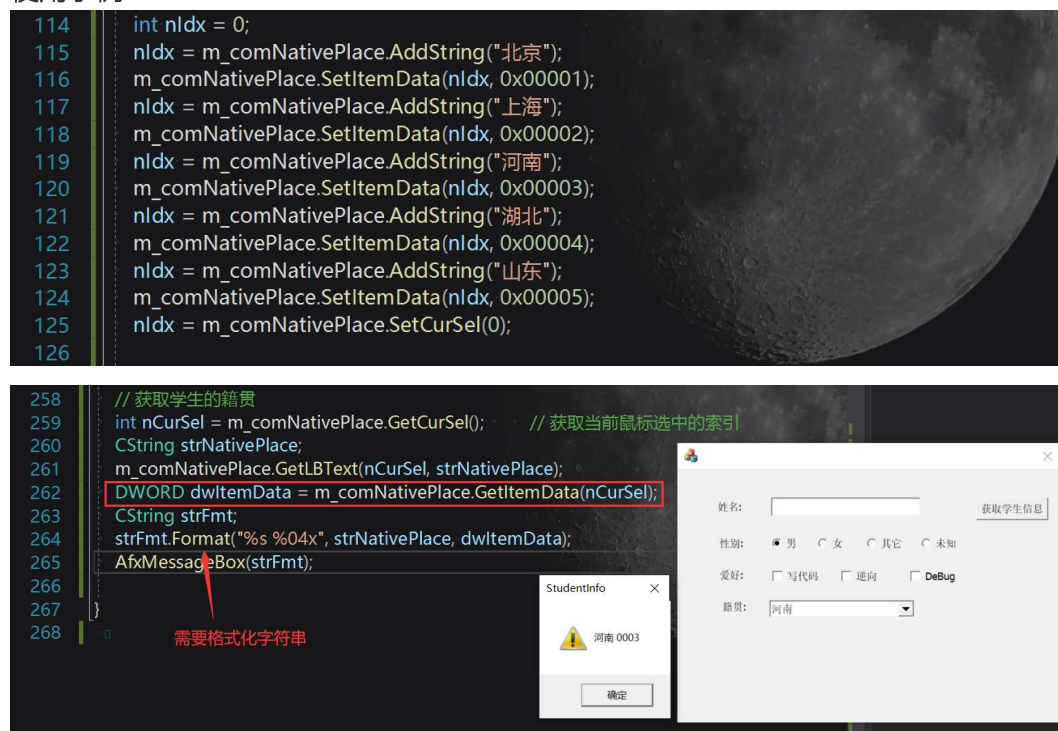 114 int nIdx = 0;
115 nIdx = m_comNativePlace.AddString("北京");
116 m_comNativePlace.SetItemData(nIdx, 0x00001);
117 nIdx = m_comNativePlace.AddString("上海");
118 m_comNativePlace.SetItemData(nIdx, 0x00002);
119 nIdx = m_comNativePlace.AddString("河南");
120 m_comNativePlace.SetItemData(nIdx, 0x00003);
121 nIdx = m_comNativePlace.AddString("湖北");
122 m_comNativePlace.SetItemData(nIdx, 0x00004);
123 nIdx = m_comNativePlace.AddString("山东");
124 m_comNativePlace.SetItemData(nIdx, 0x00005);
125 nIdx = m_comNativePlace.SetCurSel(0);
126
258 // 获取学生的籍贯
259 int nCurSel = m_comNativePlace.GetCurSel(); // 获取当前鼠标选中的索引
260 CString strNativePlace;
261 m_comNativePlace.GetLBText(nCurSel, strNativePlace);
262 DWORD dwItemData = m_comNativePlace.GetItemData(nCurSel);
263 CString strFmt;
264 strFmt.Format("%s %04x", strNativePlace, dwItemData);
265 AfxMessageBox(strFmt);
266
267 }
268
需要格式化字符串
StudentInfo
河南 0003
确定
姓名: 获取学生信息
性别: 男 女 其它 未知
爱好: 写代码 逆向 DeBug
籍贯: 河南